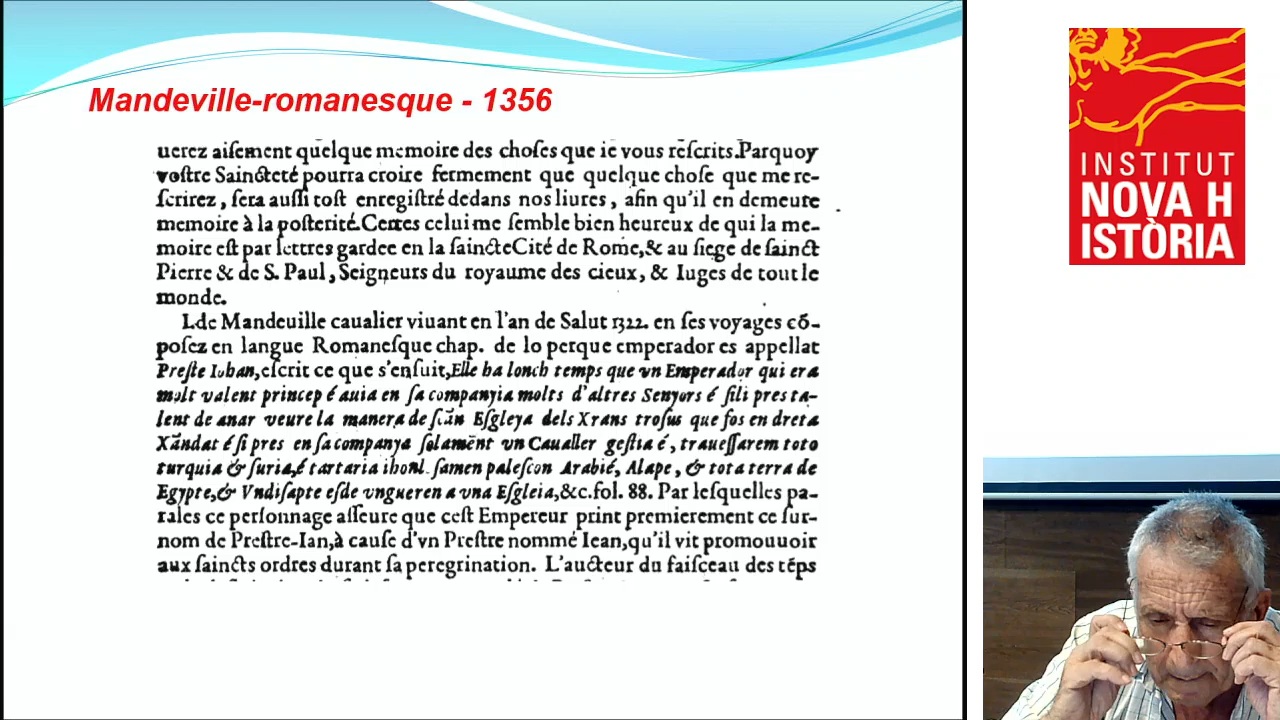 Mandeville-romanesque - 1356
uerez aiſement quelque memoire des choſes que ie vous reſcrits.Parquoy
voſtre Saincteté pourra croire fermement que quelque choſe que me re-
ſcrirez, ſera auſſi toſt enregiſtré dedans nos liures, afin qu'il en demeure
memoire à la poſterité.Certes celui me ſemble bien heureux de qui la me-
moire eſt par lettres gardee en la ſaincte Cité de Rome,& au ſiege de ſainct
Pierre & de S. Paul, Seigneurs du royaume des cieux, & Iuges de tout le
monde.
I.de Mandeuille caualier viuant en l'an de Salut 1322. en ſes voyages cõ-
poſez en langue Romaneſque chap. de lo perque emperador es appellat
Preſte Iohan,eſcrit ce que s'enſuit,Elle ha lonch temps que vn Emperador qui era
molt valent princep é auia en ſa companyia molts d'altres Senyors é ſili pres ta-
lent de anar veure la manera de Eſgleya dels Xrans troſus que fos en dreta
Xãndat é ſi pres en ſa companya ſolamẽnt vn Caualler geſtia é, traueſſarem toto
turquia & ſuria,é tartaria ſamen paleſcon Arabié, Alape, & tota terra de
Egypte,& Vndiſapte eſde vngueren a vna Eſgleia,&c.fol. 88. Par leſquelles pa-
rales ce perſonnage aſſeure que ceſt Empereur print premierement ce ſur-
nom de Preſtre-Ian,à cauſe d'vn Preſtre nommé Iean,qu'il vit promouuoir
aux ſaincts ordres durant ſa peregrination. L'aucteur du faiſceau des tẽps
INSTITUT
NOVA H
ISTÒRIA